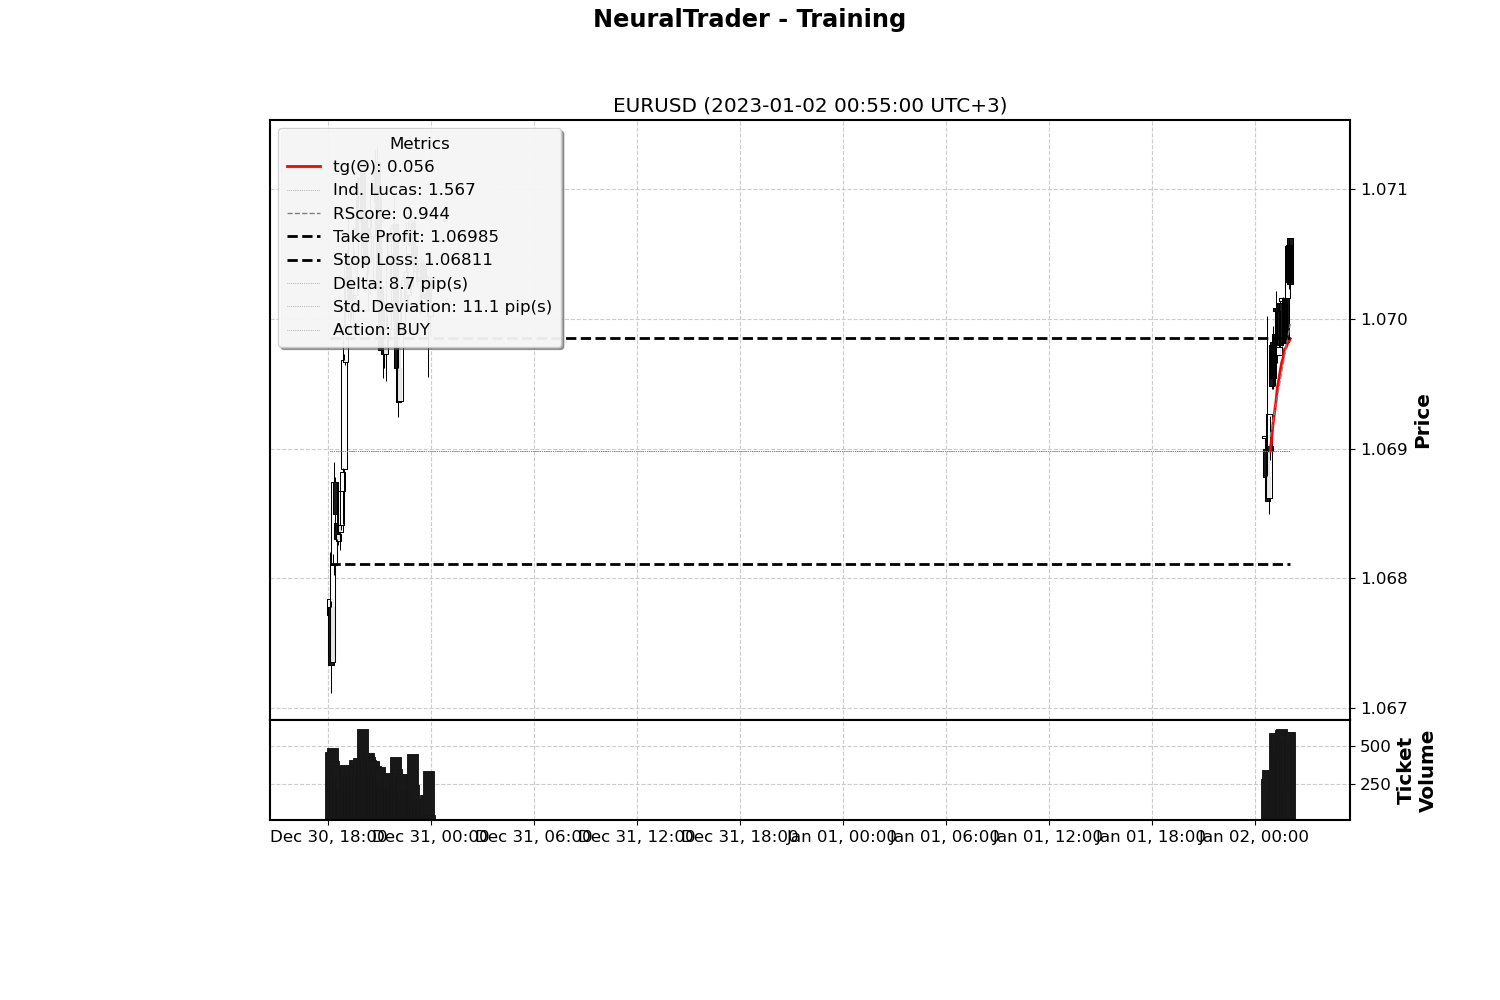 NeuralTrader - Training
EURUSD (2023-01-02 00:55:00 UTC+3)
Metrics
tg(Θ): 0.056
Ind. Lucas: 1.567
RScore: 0.944
Take Profit: 1.06985
Stop Loss: 1.06811
Delta: 8.7 pip(s)
Std. Deviation: 11.1 pip(s)
Action: BUY
1.071
1.070
1.069
1.068
1.067
Price
500
250
Ticket
Volume
Dec 30, 18:00
Dec 31, 00:00
Dec 31, 06:00
Dec 31, 12:00
Dec 31, 18:00
Jan 01, 00:00
Jan 01, 06:00
Jan 01, 12:00
Jan 01, 18:00
Jan 02, 00:00